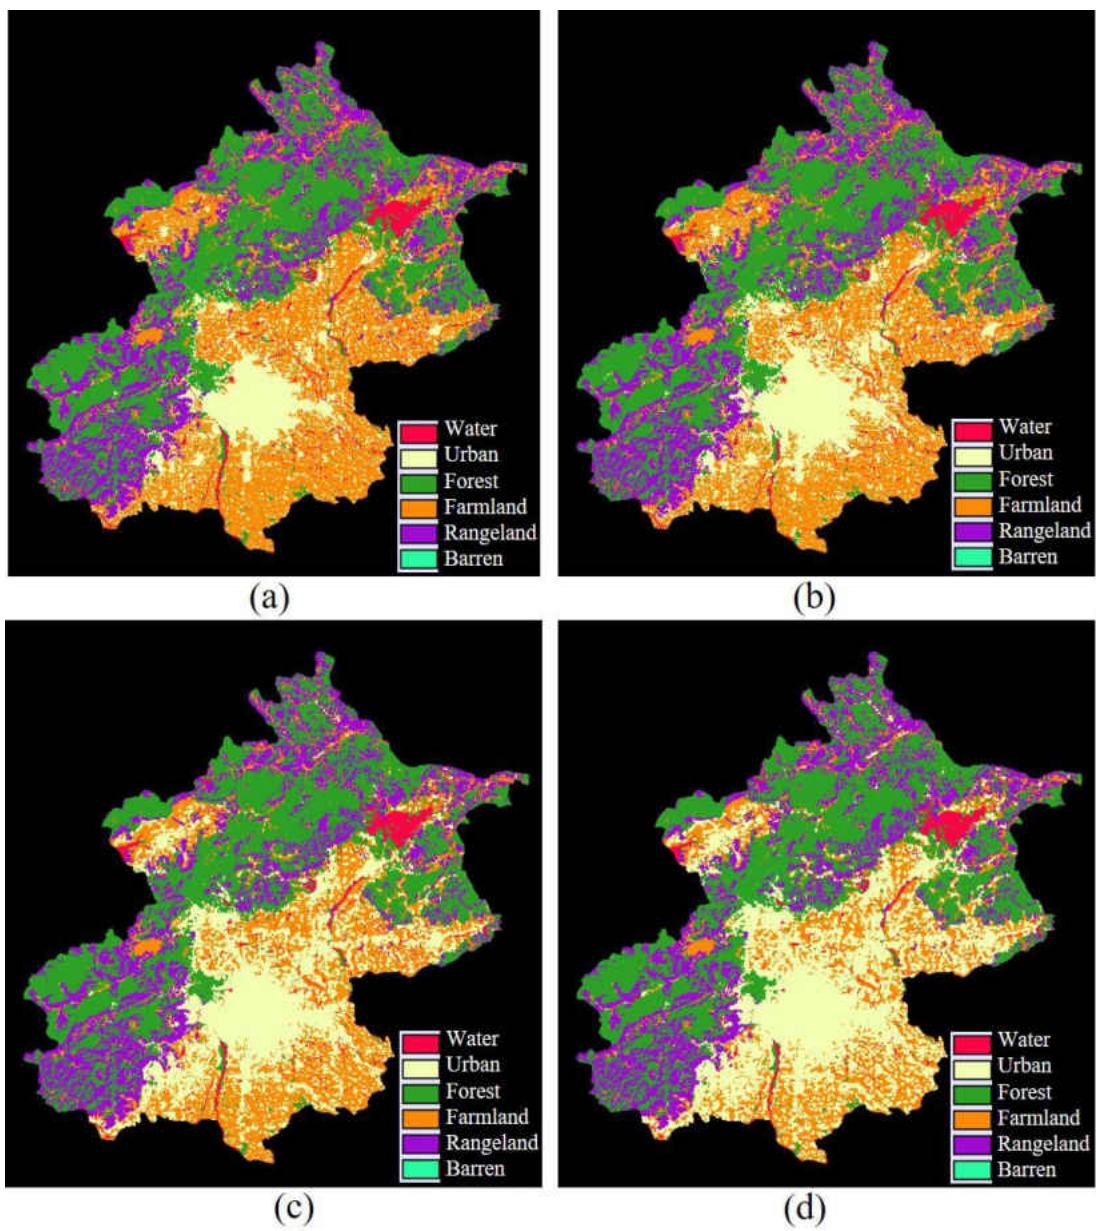 Water
Urban
Forest
Farmland
Rangeland
Barren
(a)
Water
Urban
Forest
Farmland
Rangeland
Barren
(b)
Water
Urban
Forest
Farmland
Rangeland
Barren
(c)
Water
Urban
Forest
Farmland
Rangeland
Barren
(d)